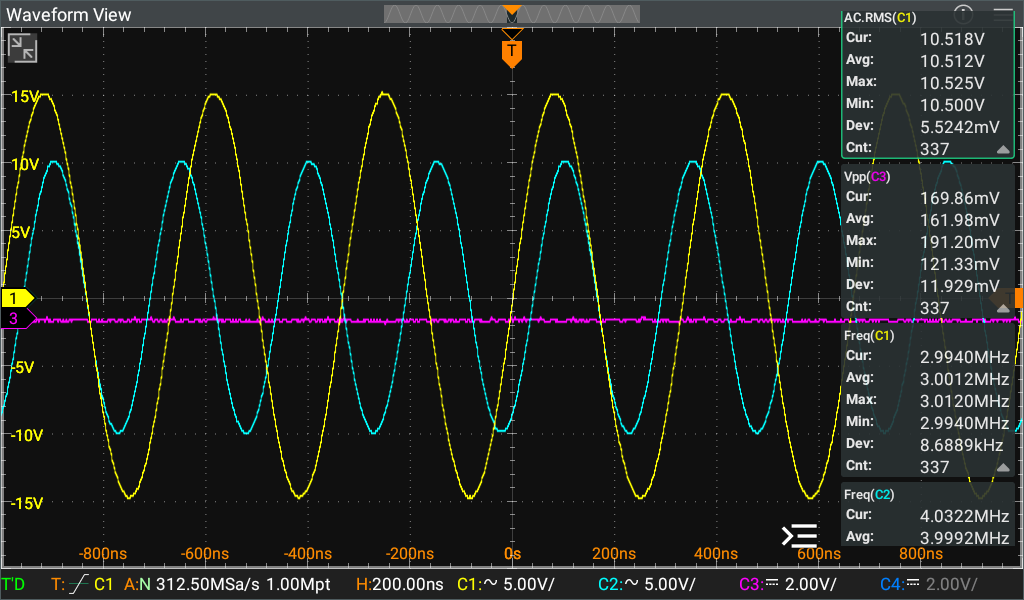 Waveform View
T
15V
10V
5V
1
3
-5V
-10V
-15V
-800ns -600ns -400ns -200ns 0s 200ns 400ns 600ns 800ns
AC.RMS(C1)
Cur: 10.518V
Avg: 10.512V
Max: 10.525V
Min: 10.500V
Dev: 5.5242mV
Cnt: 337
Vpp(C3)
Cur: 169.86mV
Avg: 161.98mV
Max: 191.20mV
Min: 121.33mV
Dev: 11.929mV
Cnt: 337
Freq(C1)
Cur: 2.9940MHz
Avg: 3.0012MHz
Max: 3.0120MHz
Min: 2.9940MHz
Dev: 8.6889kHz
Cnt: 337
Freq(C2)
Cur: 4.0322MHz
Avg: 3.9992MHz
T'D T: C1 A:N 312.50MSa/s 1.00Mpt H:200.00ns C1:~ 5.00V/ C2:~ 5.00V/ C3: 2.00V/ C4: 2.00V/